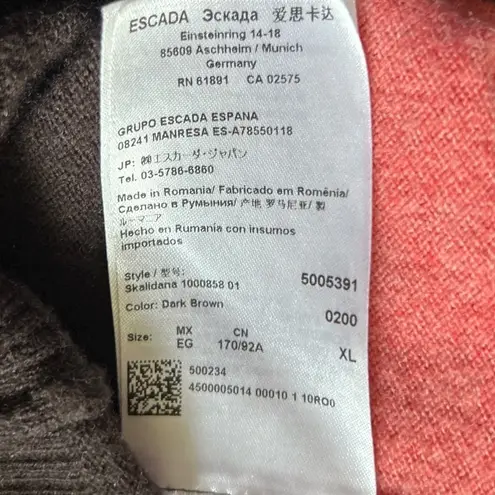 ESCADA Эскада 爱思卡达
Einsteinring 14-18
85609 Aschheim / Munich
Germany
RN 61891 CA 02575
GRUPO ESCADA ESPANA
08241 MANRESA ES-A78550118
JP: ㈱エスカーダ・ジャパン
Tel. 03-5786-6860
Made in Romania/ Fabricado em Romênia/
Сделано в Румыния/ 产地 罗马尼亚/ 製
ルーマニア
Hecho en Rumania con insumos
importados
Style / 型号: 5005391
Skalidana 1000858 01
Color: Dark Brown 0200
Size: MX CN XL
EG 170/92A
500234
4500005014 00010 1 10RO0